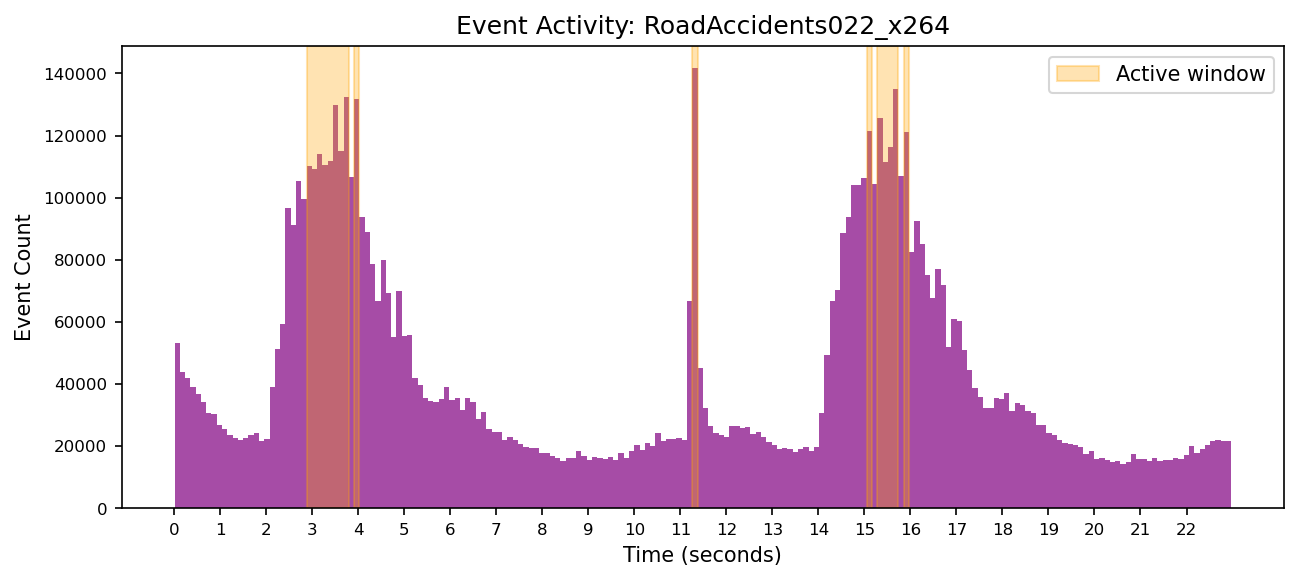 Event Activity: RoadAccidents022_x264
Active window
Event Count
140000
120000
100000
80000
60000
40000
20000
0
0 1 2 3 4 5 6 7 8 9 10 11 12 13 14 15 16 17 18 19 20 21 22
Time (seconds)